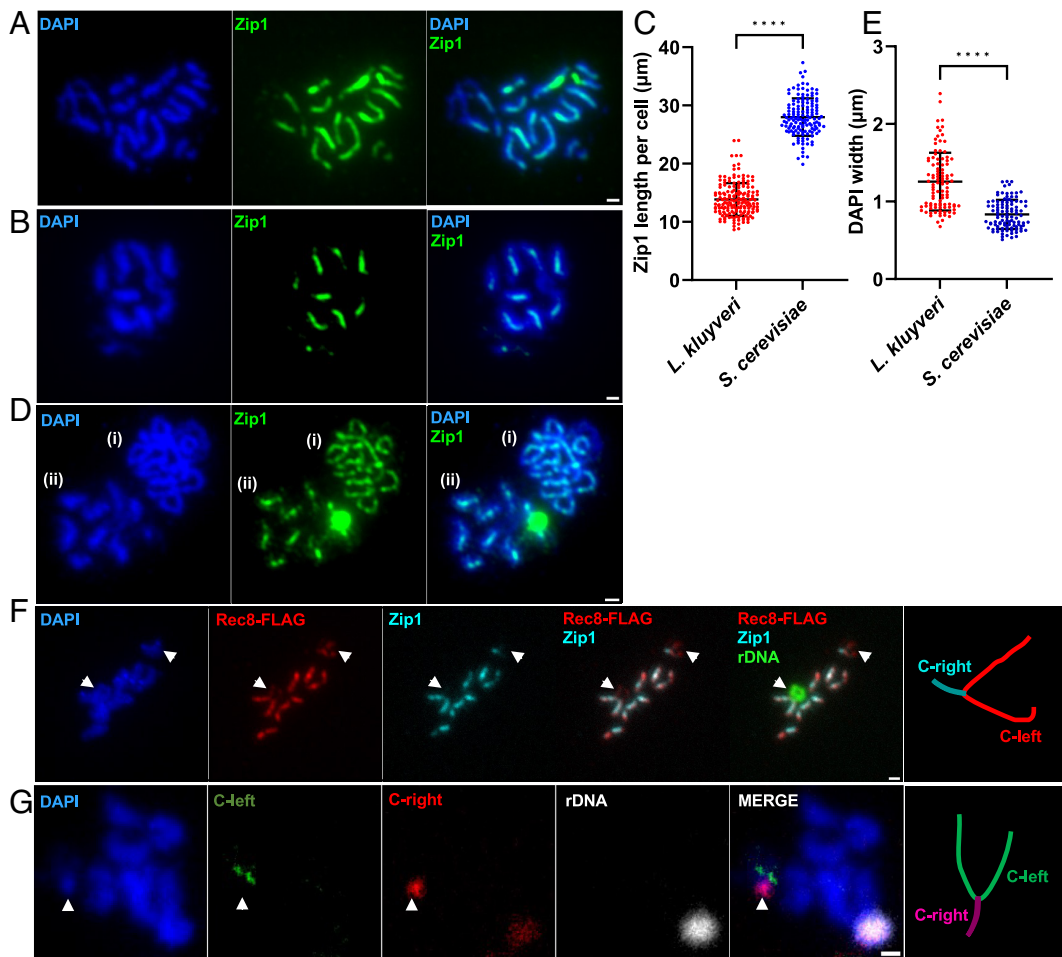 A
DAPI
Zip1
DAPI
Zip1
B
DAPI
Zip1
DAPI
Zip1
C
****
Zip1 length per cell (µm)
40
30
20
10
0
L. kluyveri
S. cerevisiae
E
****
DAPI width (µm)
3
2
1
0
L. kluyveri
S. cerevisiae
D
DAPI
(i)
(ii)
Zip1
(i)
(ii)
DAPI
Zip1
(i)
(ii)
F
DAPI
Rec8-FLAG
Zip1
Rec8-FLAG
Zip1
Rec8-FLAG
Zip1
rDNA
C-right
C-left
G
DAPI
C-left
C-right
rDNA
MERGE
C-left
C-right